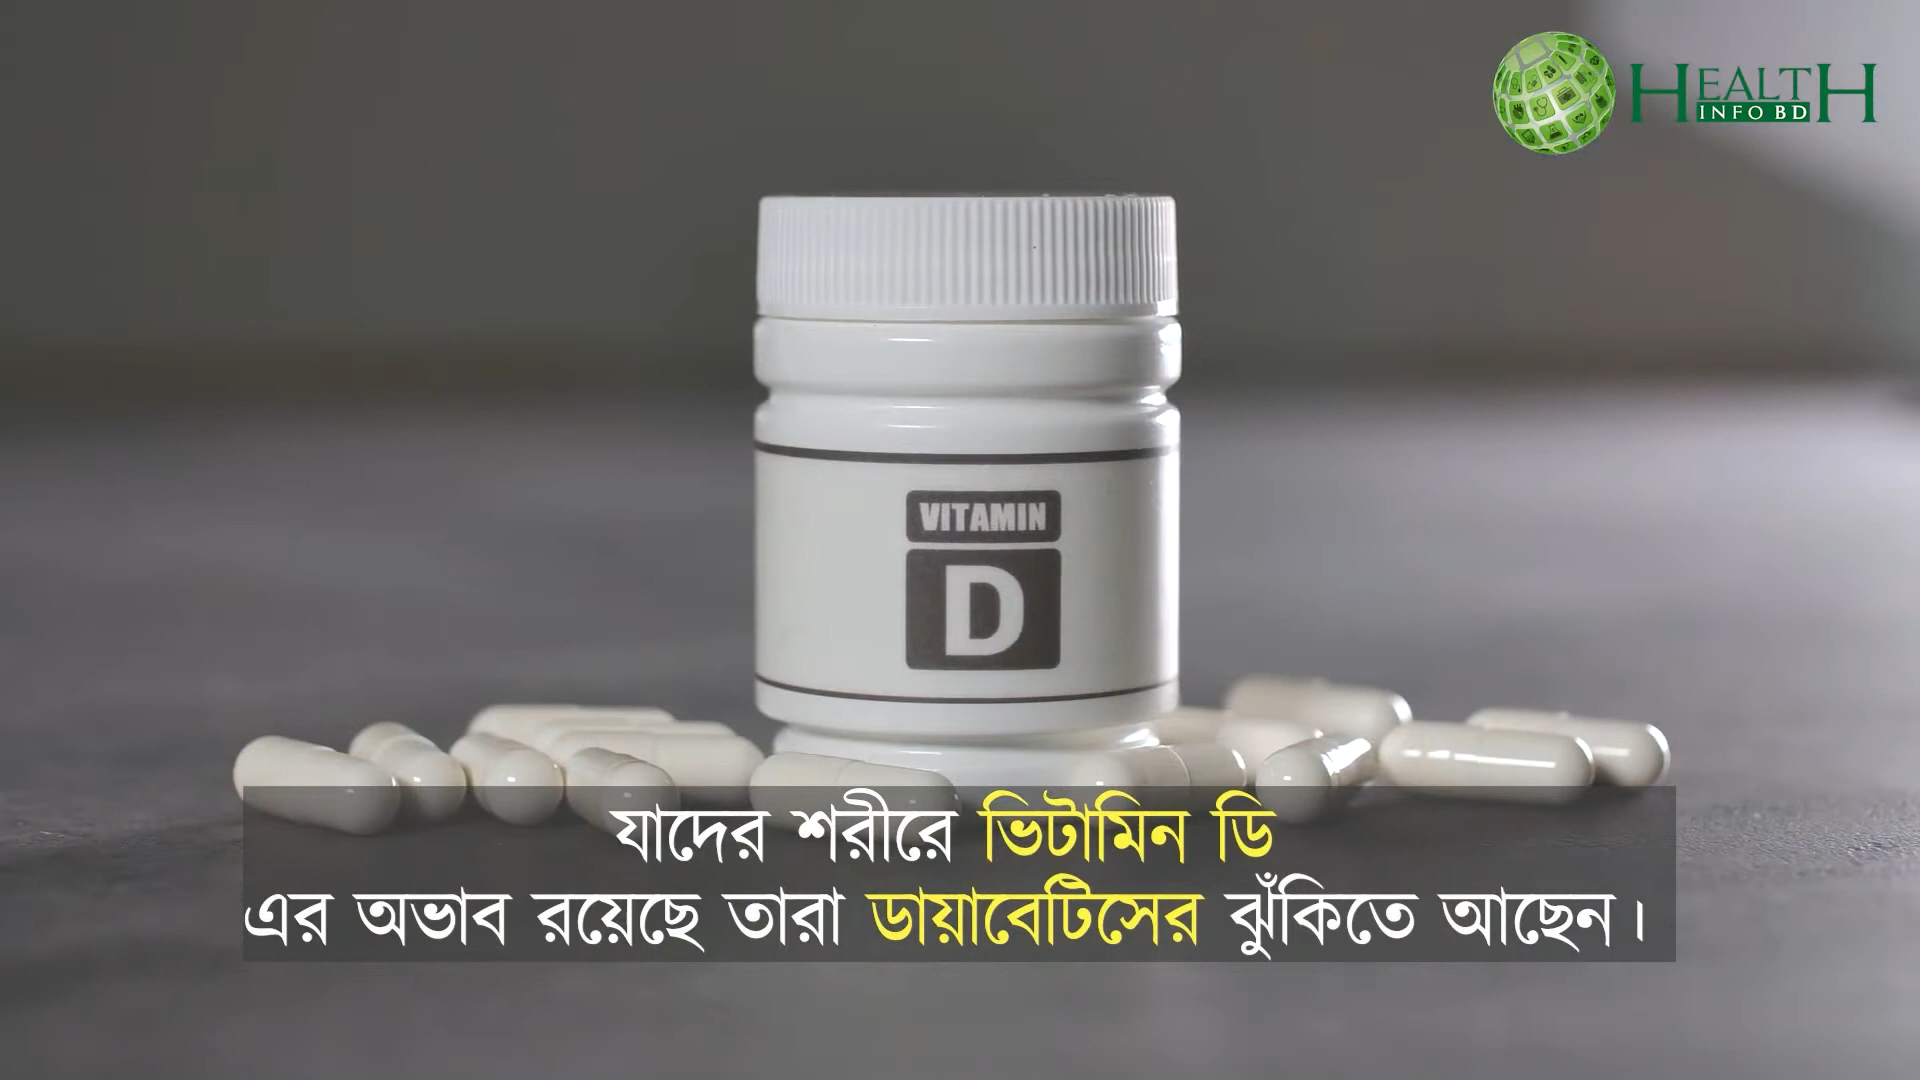 HEALTH
INFO BD
VITAMIN
D
যাদের শরীরে ভিটামিন ডি
এর অভাব রয়েছে তারা ডায়াবেটিসের ঝুঁকিতে আছেন।